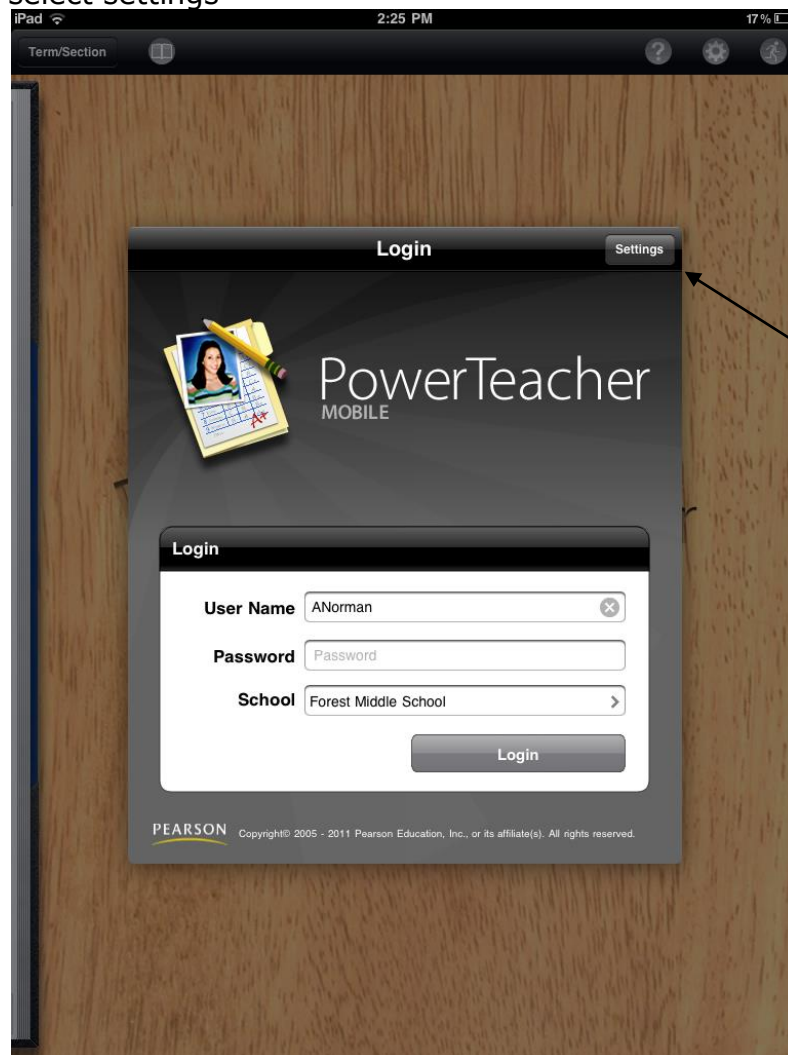 select settings
iPad 2:25 PM 17%
Term/Section ?
Login Settings
PowerTeacher
MOBILE
A+
Login
User Name ANorman
Password Password
School Forest Middle School >
Login
PEARSON Copyright© 2005 - 2011 Pearson Education, Inc., or its affiliate(s). All rights reserved.